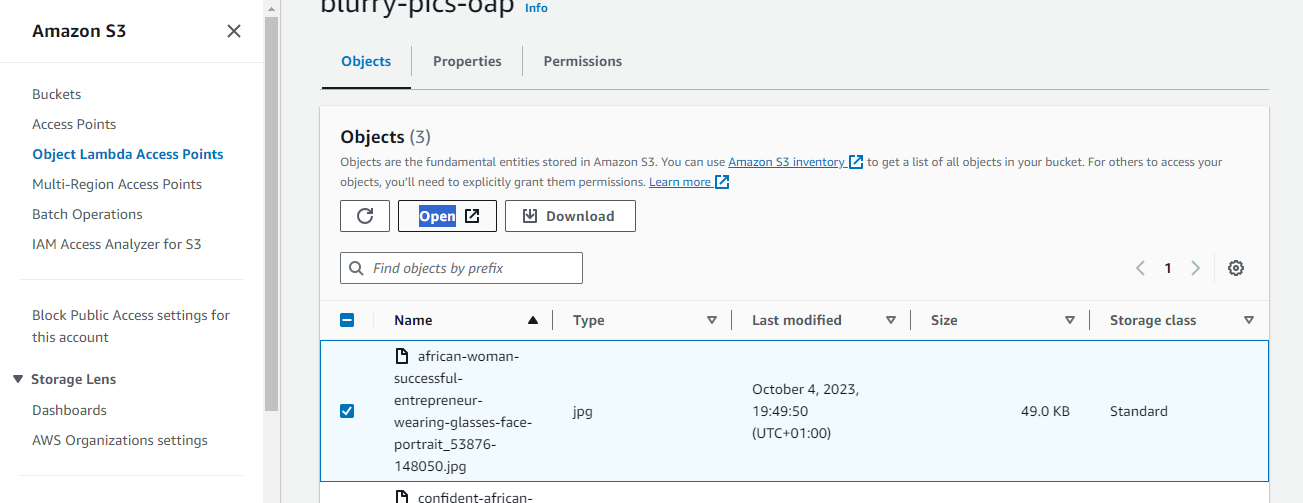 Amazon S3
Buckets
Access Points
Object Lambda Access Points
Multi-Region Access Points
Batch Operations
IAM Access Analyzer for S3
Block Public Access settings for
this account
Storage Lens
Dashboards
AWS Organizations settings
blurry-pics-oap Info
Objects Properties Permissions
Objects (3)
Objects are the fundamental entities stored in Amazon S3. You can use Amazon S3 inventory to get a list of all objects in your bucket. For others to access your
objects, you'll need to explicitly grant them permissions. Learn more
Open Download
Find objects by prefix 1
Name Type Last modified Size Storage class
african-woman-
successful-
entrepreneur-
wearing-glasses-face-
portrait_53876-
148050.jpg
jpg
October 4, 2023,
19:49:50
(UTC+01:00)
49.0 KB
Standard
confident-african-